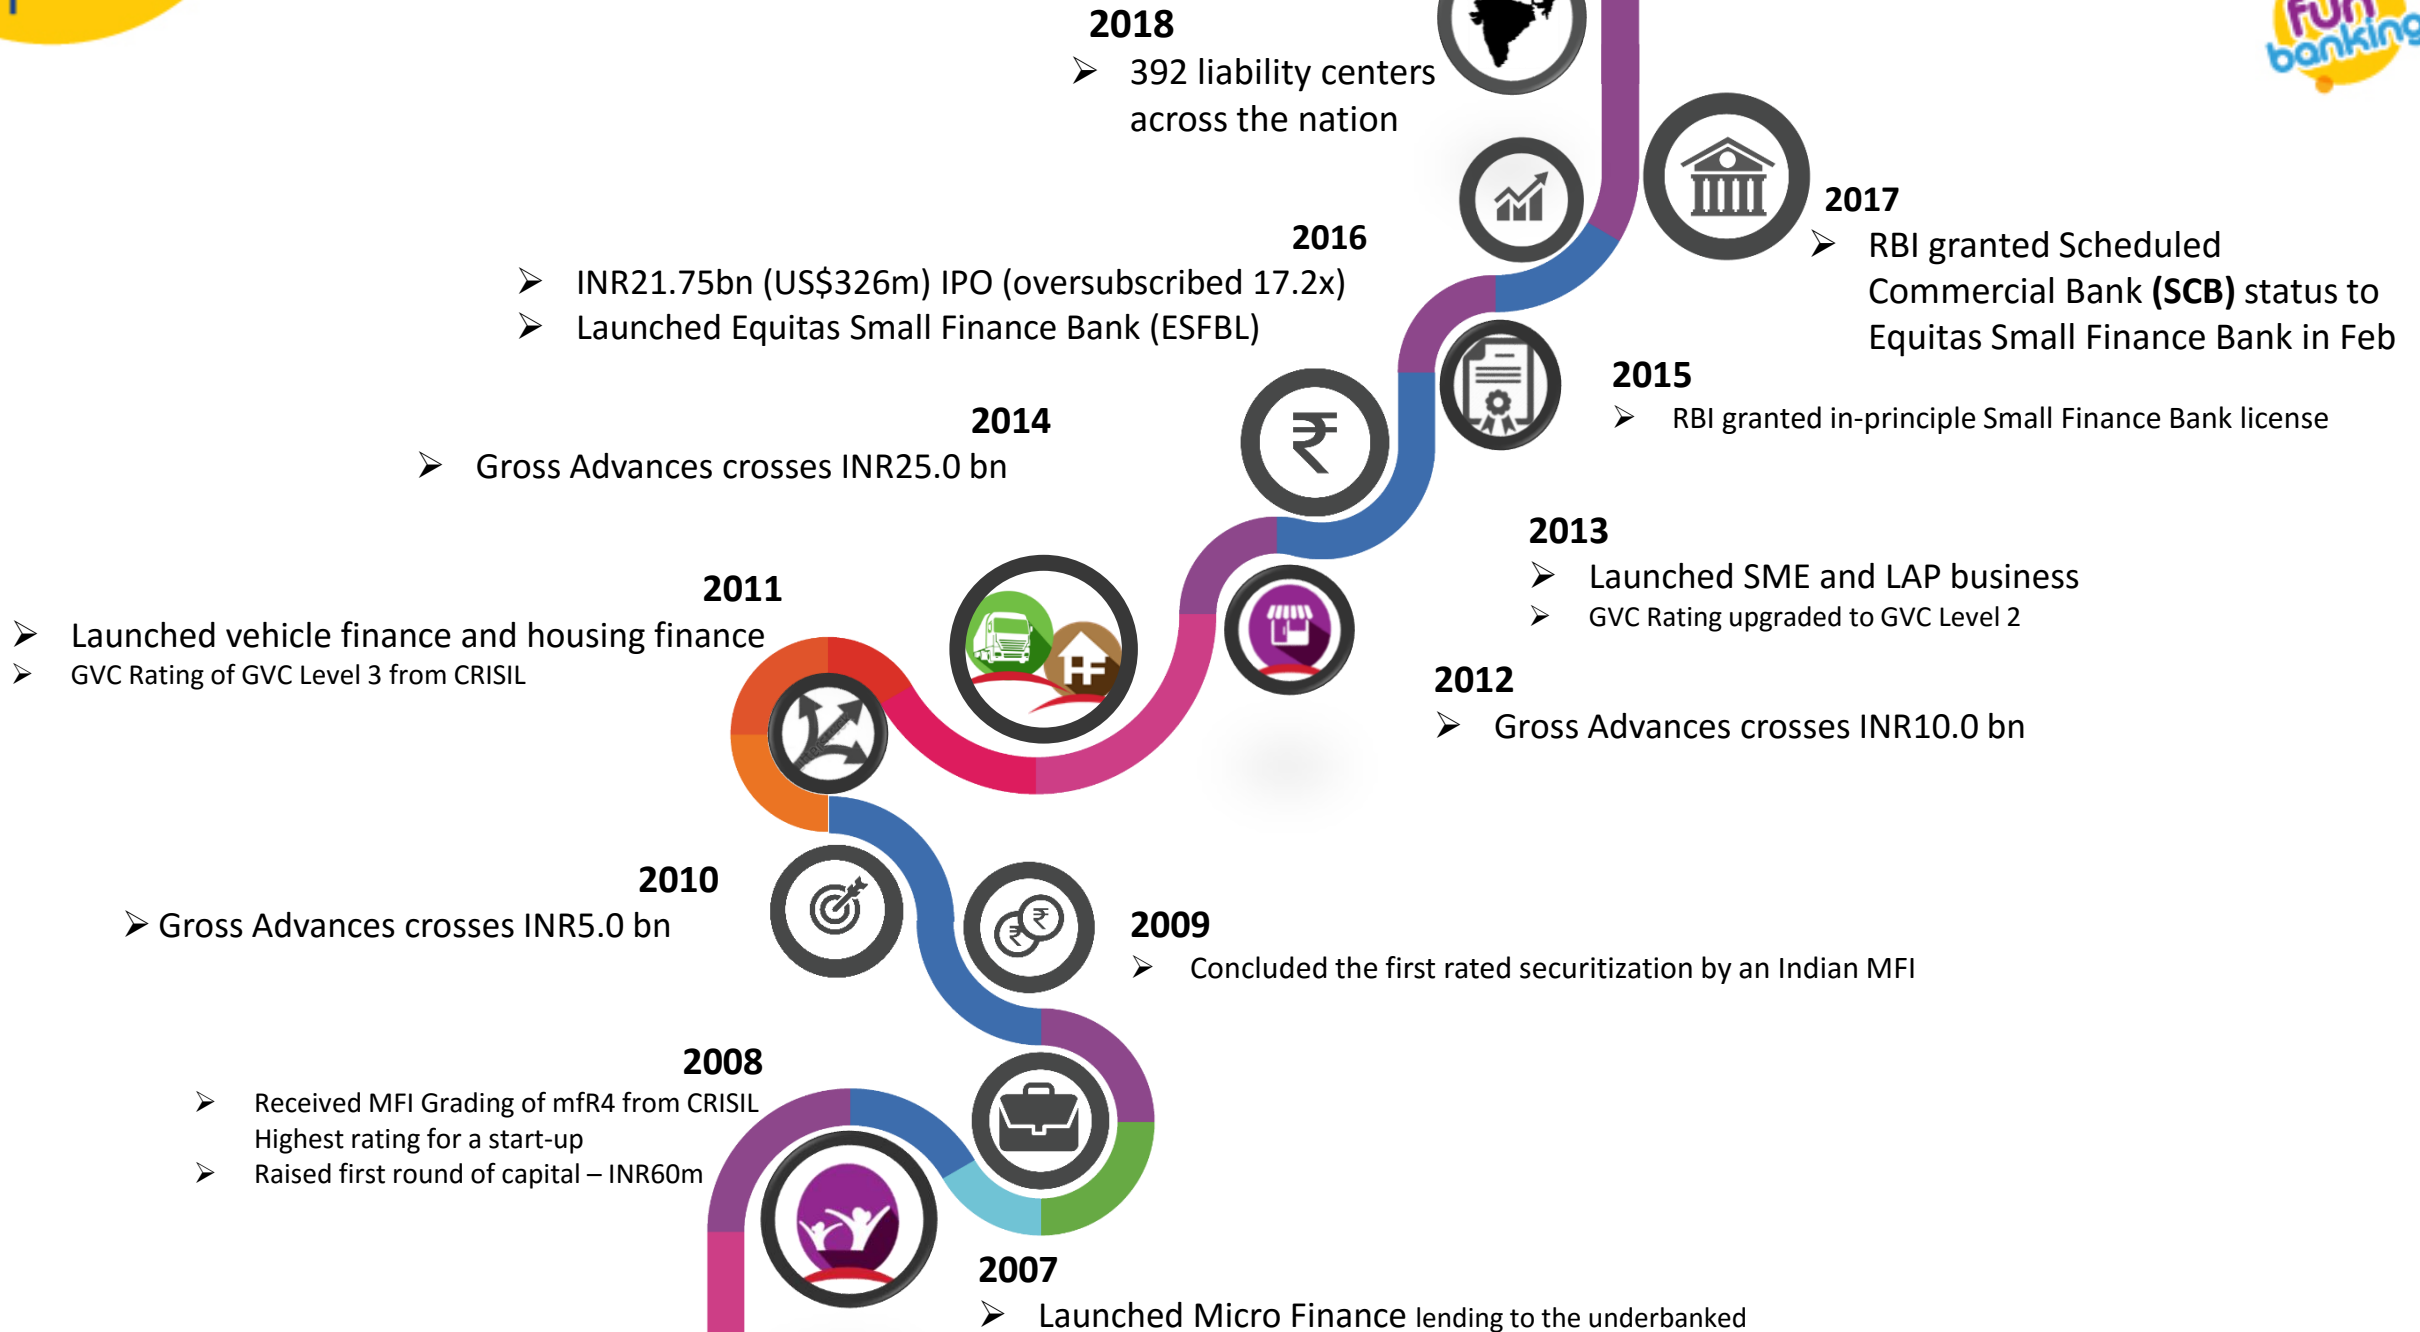 fun
banking
2018
➢ 392 liability centers
across the nation
2017
➢ RBI granted Scheduled
Commercial Bank (SCB) status to
Equitas Small Finance Bank in Feb
2016
➢ INR21.75bn (US$326m) IPO (oversubscribed 17.2x)
➢ Launched Equitas Small Finance Bank (ESFBL)
2015
➢ RBI granted in-principle Small Finance Bank license
2014
➢ Gross Advances crosses INR25.0 bn
₹
2013
➢ Launched SME and LAP business
➢ GVC Rating upgraded to GVC Level 2
2011
➢ Launched vehicle finance and housing finance
➢ GVC Rating of GVC Level 3 from CRISIL
HF
2012
➢ Gross Advances crosses INR10.0 bn
2010
➢ Gross Advances crosses INR5.0 bn
₹
₹
2009
➢ Concluded the first rated securitization by an Indian MFI
2008
➢ Received MFI Grading of mfR4 from CRISIL
Highest rating for a start-up
➢ Raised first round of capital – INR60m
2007
➢ Launched Micro Finance lending to the underbanked